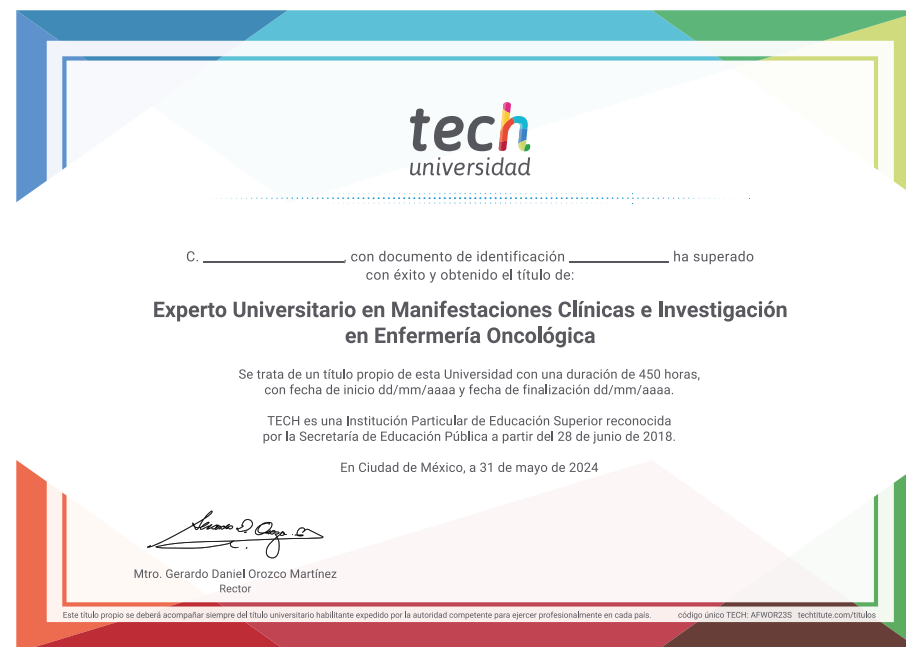 tech
universidad
C. ____________, con documento de identificación ____________ ha superado
con éxito y obtenido el título de:
Experto Universitario en Manifestaciones Clínicas e Investigación
en Enfermería Oncológica
Se trata de un título propio de esta Universidad con una duración de 450 horas,
con fecha de inicio dd/mm/aaaa y fecha de finalización dd/mm/aaaa.
TECH es una Institución Particular de Educación Superior reconocida
por la Secretaría de Educación Pública a partir del 28 de junio de 2018.
En Ciudad de México, a 31 de mayo de 2024
Mtro. Gerardo Daniel Orozco Martínez
Rector
Este título propio se deberá acompañar siempre del título universitario habilitante expedido por la autoridad competente para ejercer profesionalmente en cada país. código único TECH: AFWOR23S techtitute.com/titulos